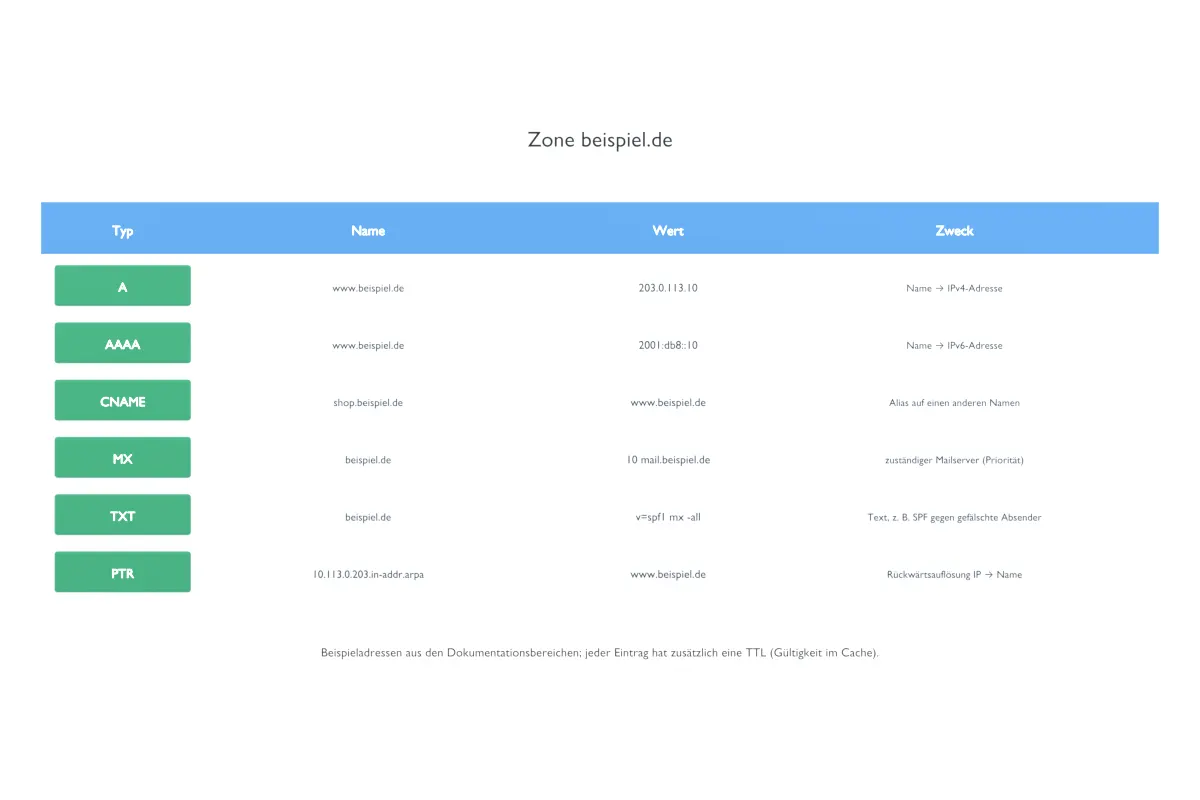 Zone beispiel.de
Typ Name Wert Zweck
A www.beispiel.de 203.0.113.10 Name → IPv4-Adresse
AAAA www.beispiel.de 2001:db8::10 Name → IPv6-Adresse
CNAME shop.beispiel.de www.beispiel.de Alias auf einen anderen Namen
MX beispiel.de 10 mail.beispiel.de zuständiger Mailserver (Priorität)
TXT beispiel.de v=spf1 mx -all Text, z. B. SPF gegen gefälschte Absender
PTR 10.113.0.203.in-addr.arpa www.beispiel.de Rückwärtsauflösung IP → Name
Beispieladressen aus den Dokumentationsbereichen; jeder Eintrag hat zusätzlich eine TTL (Gültigkeit im Cache).